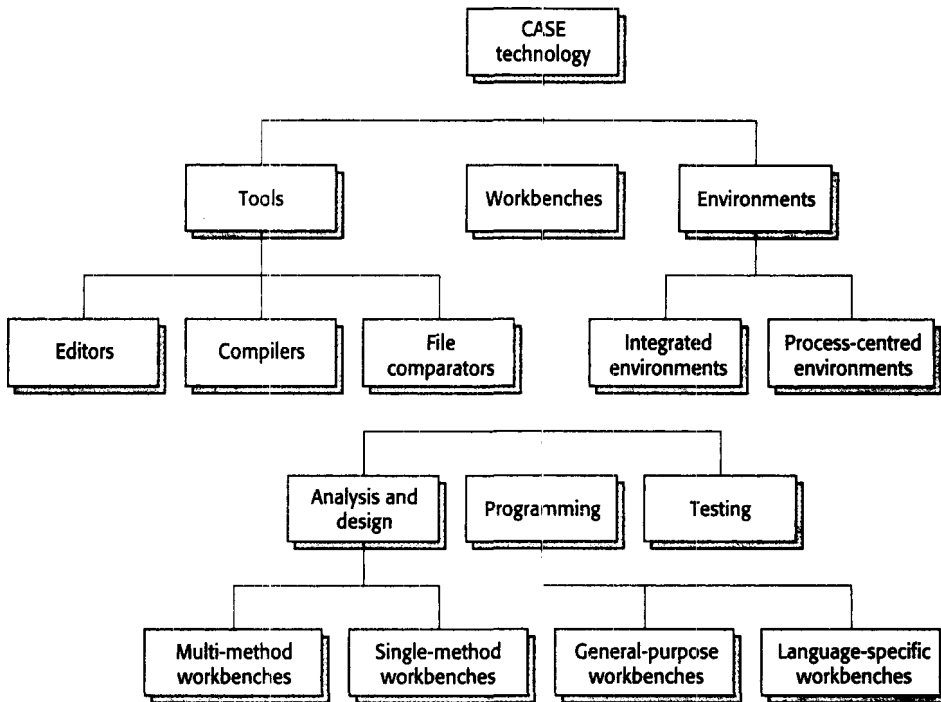 CASE
technology
Tools
Workbenches
Environments
Editors
Compilers
File
comparators
Integrated
environments
Process-centred
environments
Analysis and
design
Programming
Testing
Multi-method
workbenches
Single-method
workbenches
General-purpose
workbenches
Language-specific
workbenches